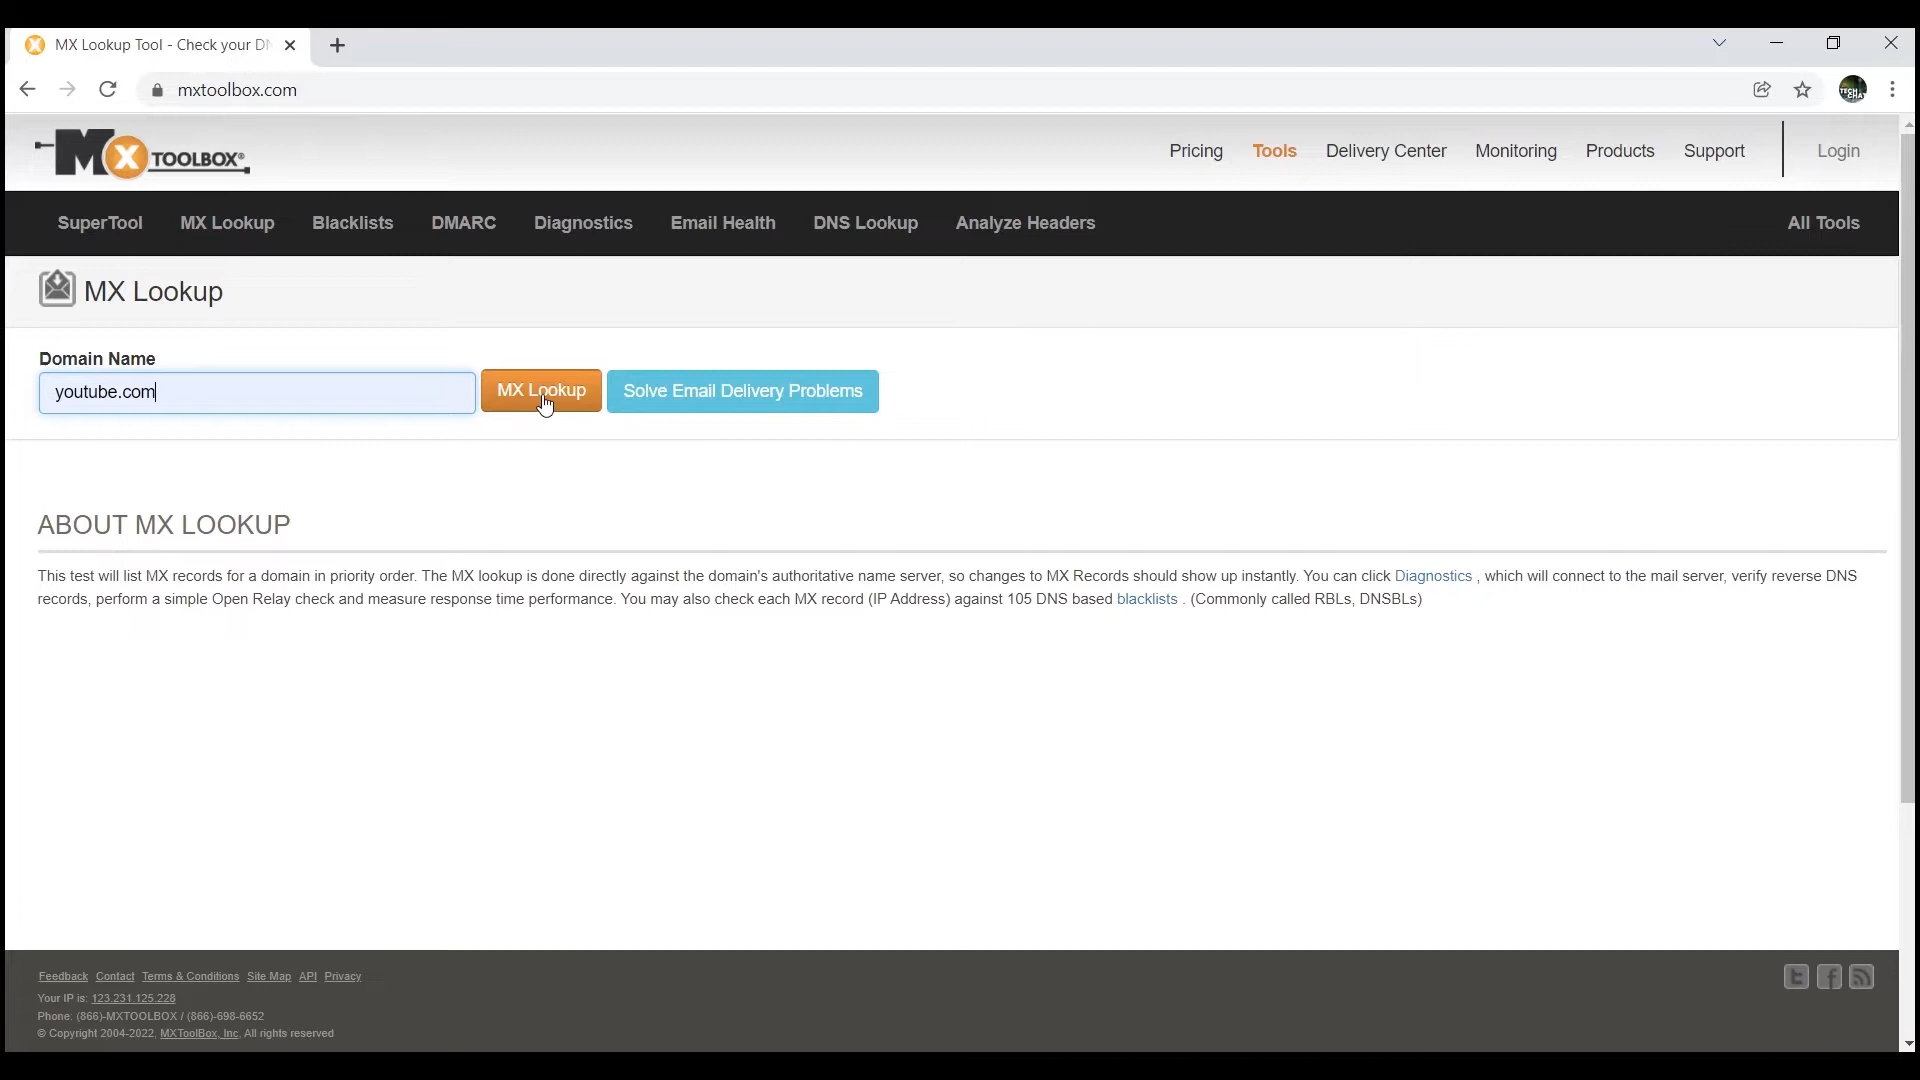 MX Lookup Tool - Check your DN
mxtoolbox.com
MX TOOLBOX®
Pricing Tools Delivery Center Monitoring Products Support Login
SuperTool MX Lookup Blacklists DMARC Diagnostics Email Health DNS Lookup Analyze Headers All Tools
MX Lookup
Domain Name
youtube.com MX Lookup Solve Email Delivery Problems
ABOUT MX LOOKUP
This test will list MX records for a domain in priority order. The MX lookup is done directly against the domain's authoritative name server, so changes to MX Records should show up instantly. You can click Diagnostics , which will connect to the mail server, verify reverse DNS
records, perform a simple Open Relay check and measure response time performance. You may also check each MX record (IP Address) against 105 DNS based blacklists . (Commonly called RBLs, DNSBLs)
Feedback Contact Terms & Conditions Site Map API Privacy
Your IP is: 123.231.125.228
Phone: (866)-MXTOOLBOX / (866)-698-6652
© Copyright 2004-2022, MXToolBox, Inc, All rights reserved